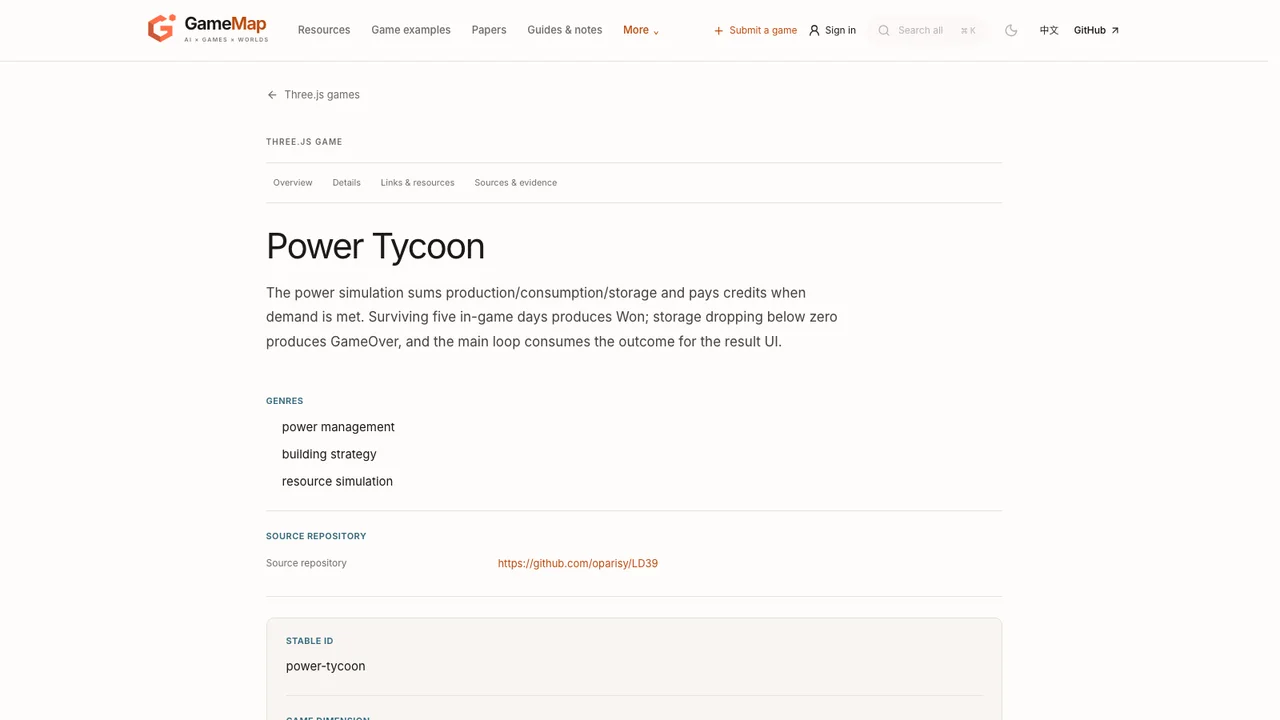 GameMap
AI × GAMES × WORLDS
Resources
Game examples
Papers
Guides & notes
More
Submit a game
Sign in
Search all
⌘ K
中文
GitHub
Three.js games
THREE.JS GAME
Overview
Details
Links & resources
Sources & evidence
Power Tycoon
The power simulation sums production/consumption/storage and pays credits when
demand is met. Surviving five in-game days produces Won; storage dropping below zero
produces GameOver, and the main loop consumes the outcome for the result UI.
GENRES
power management
building strategy
resource simulation
SOURCE REPOSITORY
Source repository
https://github.com/oparisy/LD39
STABLE ID
power-tycoon
GAME DIMENSION